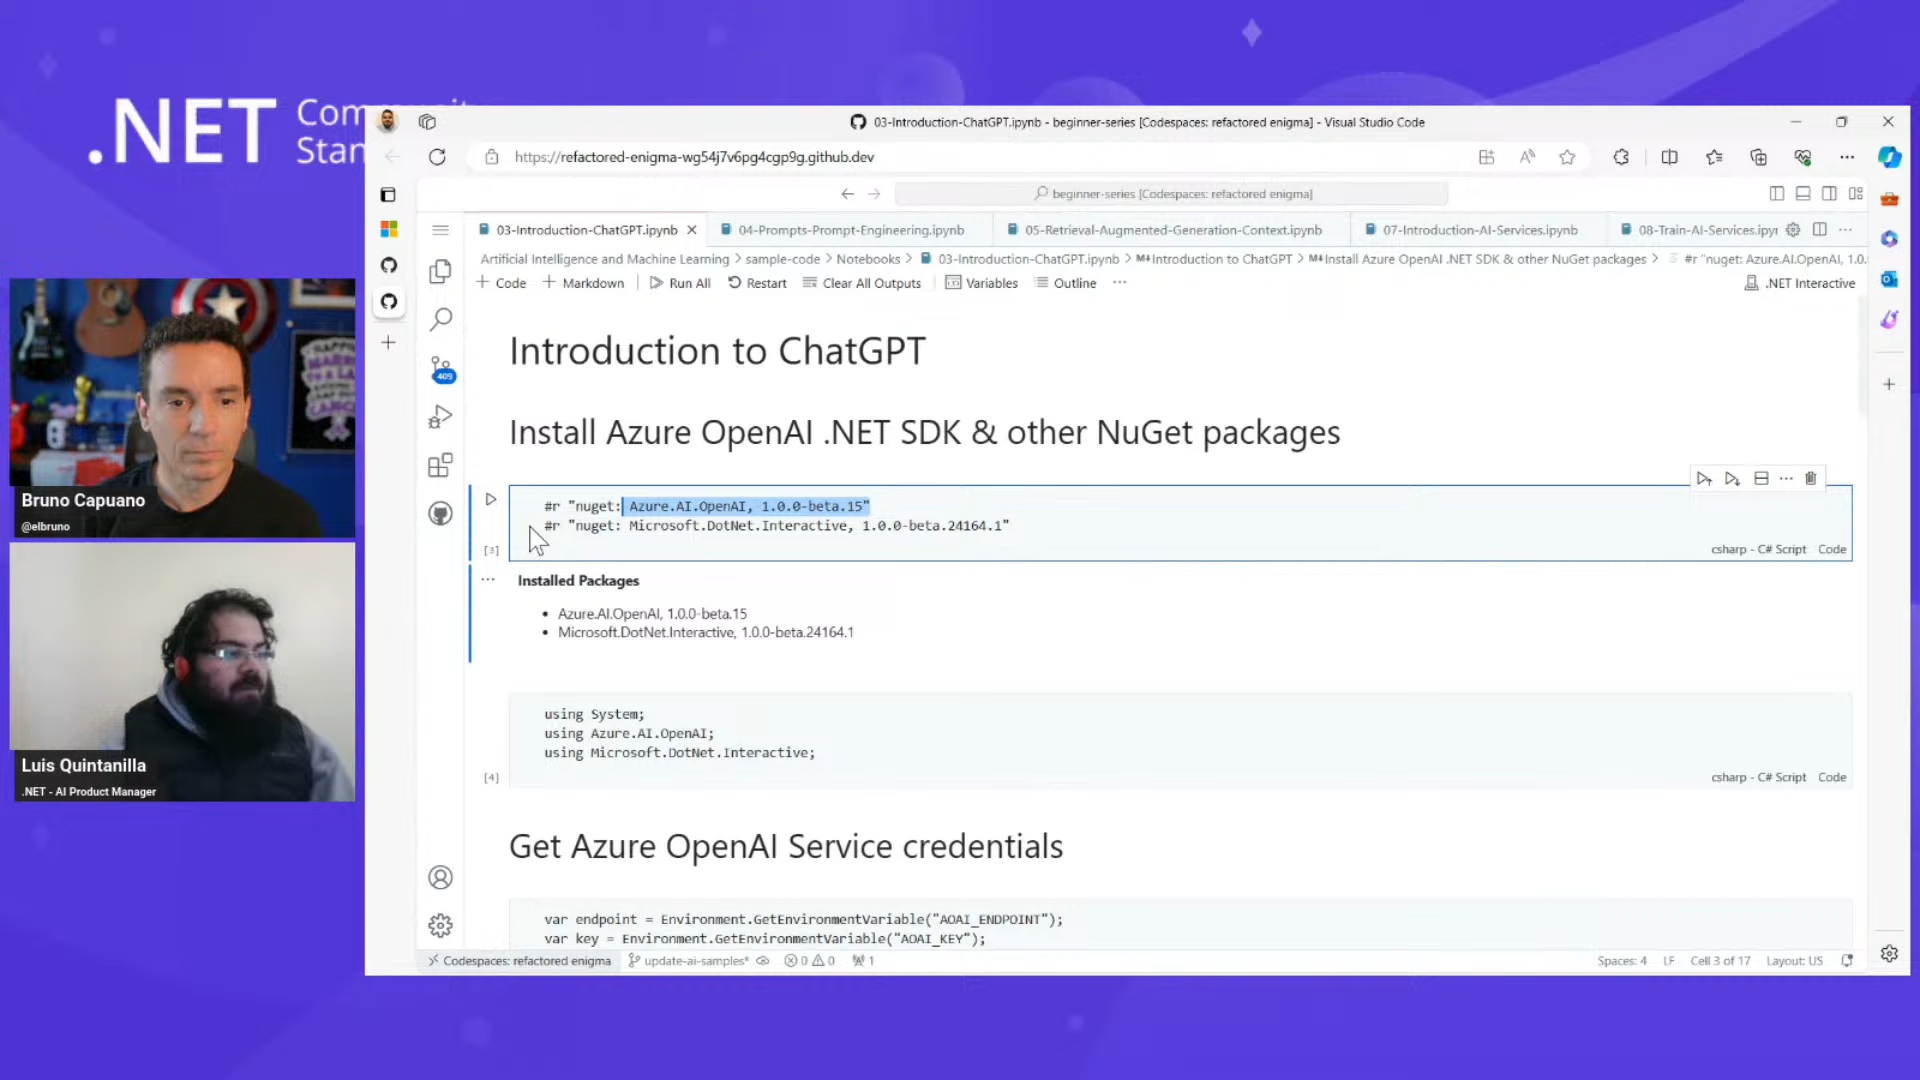 .NET
Com
Stan
03-Introduction-ChatGPT.ipynb - beginner-series [Codespaces: refactored enigma] - Visual Studio Code
https://refactored-enigma-wg54j7v6pg4cgp9g.github.dev
beginner-series [Codespaces: refactored enigma]
03-Introduction-ChatGPT.ipynb
04-Prompts-Prompt-Engineering.ipynb
05-Retrieval-Augmented-Generation-Context.ipynb
07-Introduction-AI-Services.ipynb
08-Train-AI-Services.ipyn
Artificial Intelligence and Machine Learning > sample-code > Notebooks > 03-Introduction-ChatGPT.ipynb > M↓Introduction to ChatGPT > M↓Install Azure OpenAI .NET SDK & other NuGet packages > #r "nuget: Azure.AI.OpenAI, 1.0.
+ Code + Markdown Run All Restart Clear All Outputs Variables Outline ...
.NET Interactive
409
Introduction to ChatGPT
Install Azure OpenAI .NET SDK & other NuGet packages
#r "nuget: Azure.AI.OpenAI, 1.0.0-beta.15"
#r "nuget: Microsoft.DotNet.Interactive, 1.0.0-beta.24164.1"
[3]
csharp - C# Script Code
Installed Packages
• Azure.AI.OpenAI, 1.0.0-beta.15
• Microsoft.DotNet.Interactive, 1.0.0-beta.24164.1
using System;
using Azure.AI.OpenAI;
using Microsoft.DotNet.Interactive;
[4]
csharp - C# Script Code
Get Azure OpenAI Service credentials
var endpoint = Environment.GetEnvironmentVariable("AOAI_ENDPOINT");
var key = Environment.GetEnvironmentVariable("AOAI_KEY");
Codespaces: refactored enigma
update-ai-samples*
0 0
1
Spaces: 4 LF Cell 3 of 17 Layout: US
Bruno Capuano
@elbruno
Luis Quintanilla
.NET - AI Product Manager